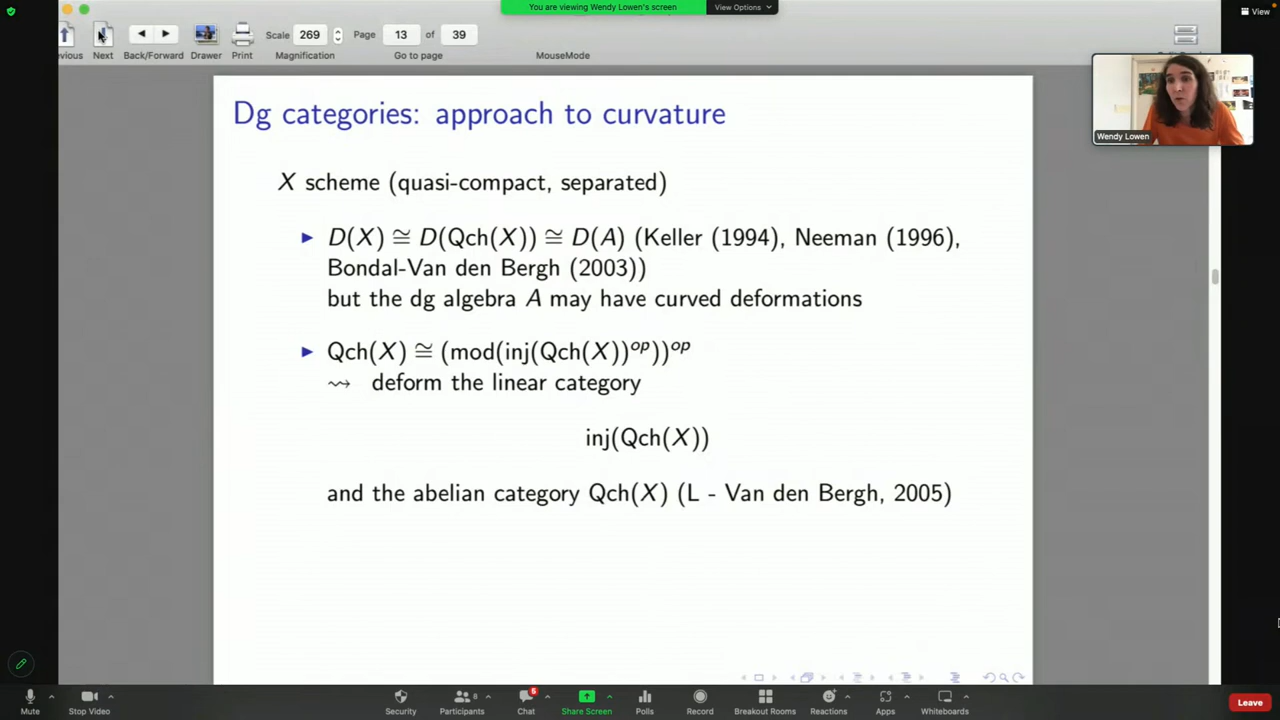 You are viewing Wendy Lowen's screen
View Options
View
Next
Back/Forward
Drawer
Print
Scale 269
Magnification
Page 13 of 39
Go to page
MouseMode
Wendy Lowen
Dg categories: approach to curvature
X scheme (quasi-compact, separated)
▶ D(X) ≅ D(Qch(X)) ≅ D(A) (Keller (1994), Neeman (1996),
Bondal-Van den Bergh (2003))
but the dg algebra A may have curved deformations
▶ Qch(X) ≅ (mod(inj(Qch(X))^op))^op
⇝ deform the linear category
inj(Qch(X))
and the abelian category Qch(X) (L - Van den Bergh, 2005)
Mute
Stop Video
Security
8
Participants
5
Chat
Share Screen
Polls
Record
Breakout Rooms
Reactions
Apps
Whiteboards
Leave